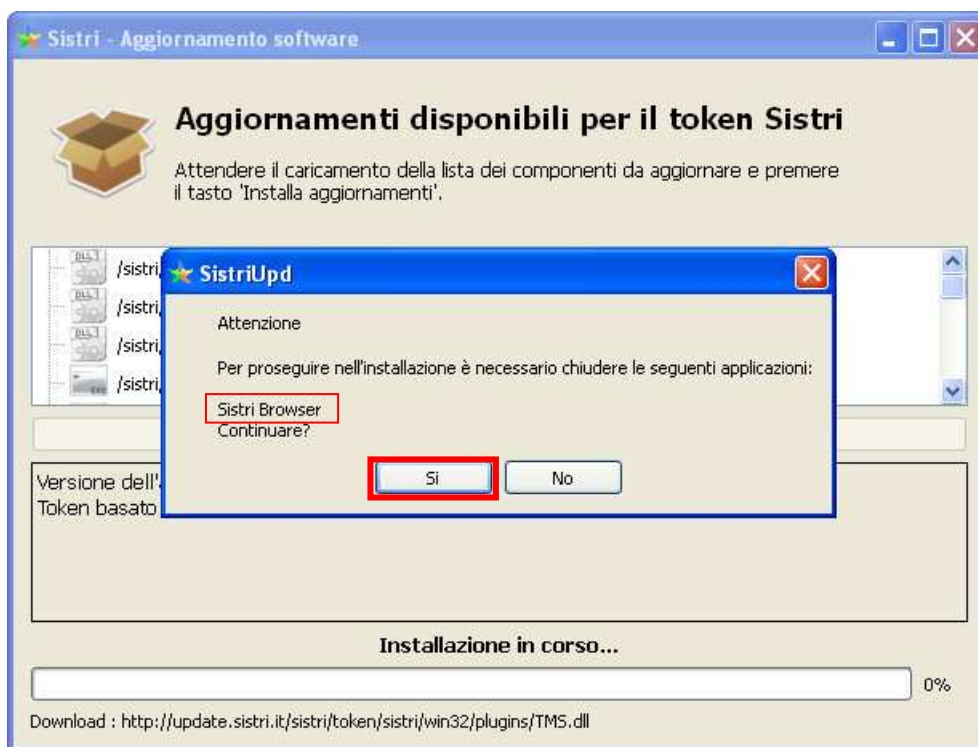 Sistri - Aggiornamento software
Aggiornamenti disponibili per il token Sistri
Attendere il caricamento della lista dei componenti da aggiornare e premere
il tasto 'Installa aggiornamenti'.
/sistri
/sistri
/sistri
/sistri
SistriUpd
Attenzione
Per proseguire nell'installazione è necessario chiudere le seguenti applicazioni:
Sistri Browser
Continuare?
Si
No
Versione dell'
Token basato
Installazione in corso...
0%
Download : http://update.sistri.it/sistri/token/sistri/win32/plugins/TMS.dll